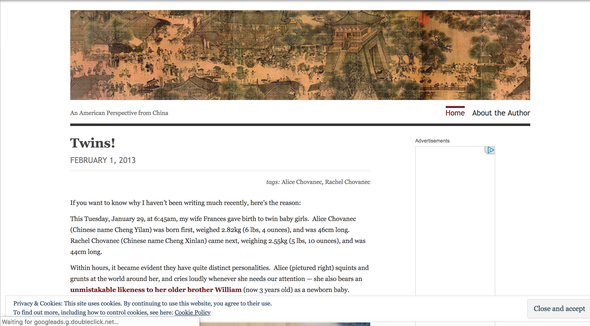 An American Perspective from China
Home About the Author
Twins!
FEBRUARY 1, 2013
Advertisements
tags: Alice Chovanec, Rachel Chovanec
If you want to know why I haven't been writing much recently, here's the reason:
This Tuesday, January 29, at 6:45am, my wife Frances gave birth to twin baby girls. Alice Chovanec
(Chinese name Cheng Yilan) was born first, weighed 2.82kg (6 lbs, 4 ounces), and was 46cm long.
Rachel Chovanec (Chinese name Cheng Xinlan) came next, weighing 2.55kg (5 lbs, 10 ounces), and was
44cm long.
Within hours, it became evident they have quite distinct personalities. Alice (pictured right) squints and
grunts at the world around her, and cries loudly whenever she needs our attention — she also bears an
unmistakable likeness to her older brother William (now 3 years old) as a newborn baby.
Privacy & Cookies: This site uses cookies. By continuing to use this website, you agree to their use.
To find out more, including how to control cookies, see here: Cookie Policy
Close and accept
Waiting for googleads.g.doubleclick.net...